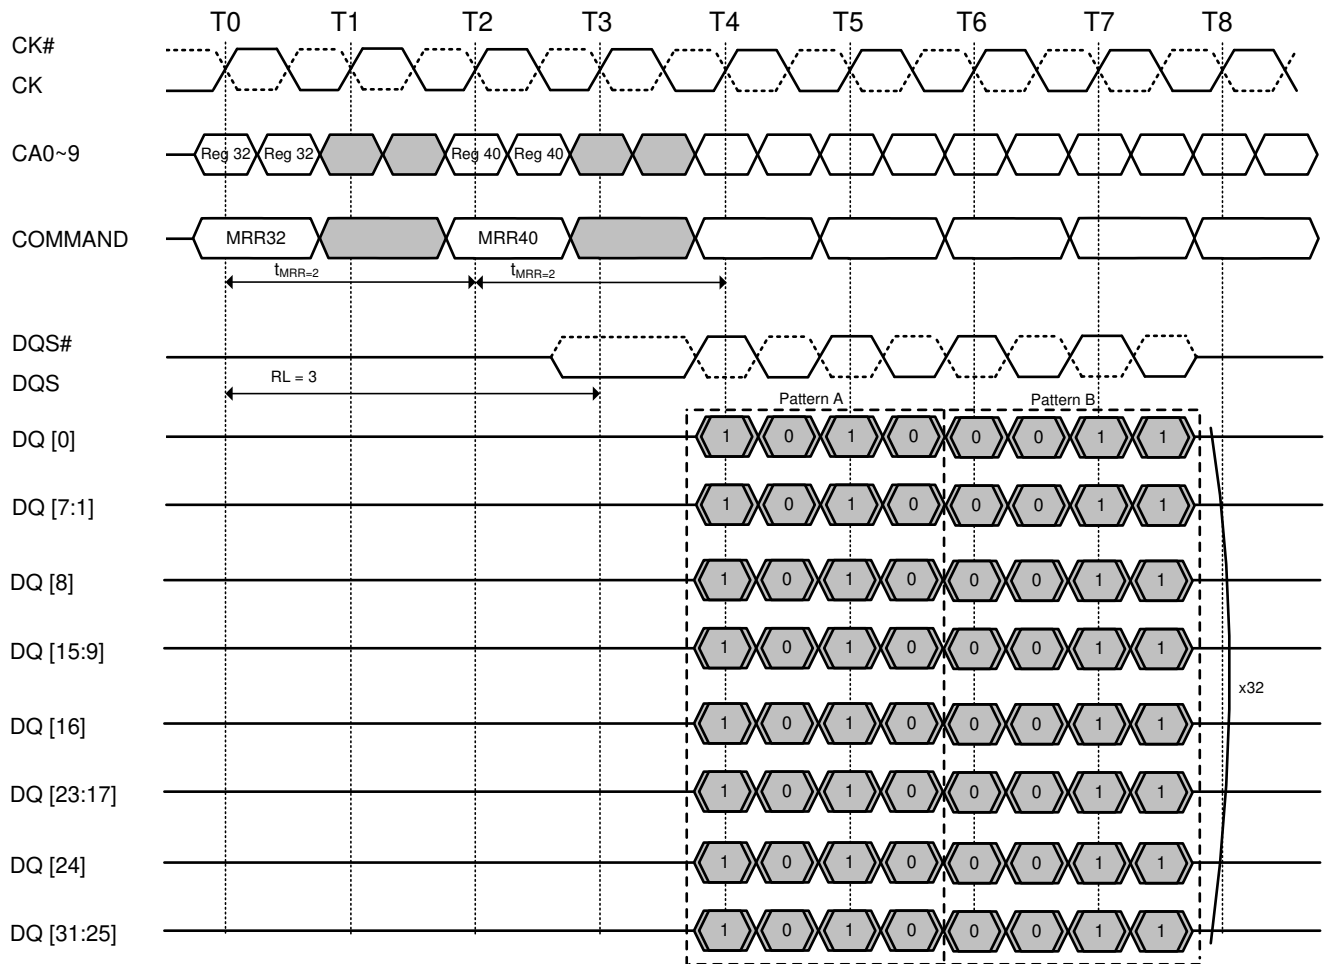 T0 T1 T2 T3 T4 T5 T6 T7 T8
CK#
CK
CA0~9 Reg 32 Reg 32 Reg 40 Reg 40
COMMAND MRR32 MRR40
tMRR=2 tMRR=2
DQS#
DQS
RL = 3
Pattern A Pattern B
DQ [0] 1 0 1 0 0 0 1 1
DQ [7:1] 1 0 1 0 0 0 1 1
DQ [8] 1 0 1 0 0 0 1 1
DQ [15:9] 1 0 1 0 0 0 1 1
x32
DQ [16] 1 0 1 0 0 0 1 1
DQ [23:17] 1 0 1 0 0 0 1 1
DQ [24] 1 0 1 0 0 0 1 1
DQ [31:25] 1 0 1 0 0 0 1 1